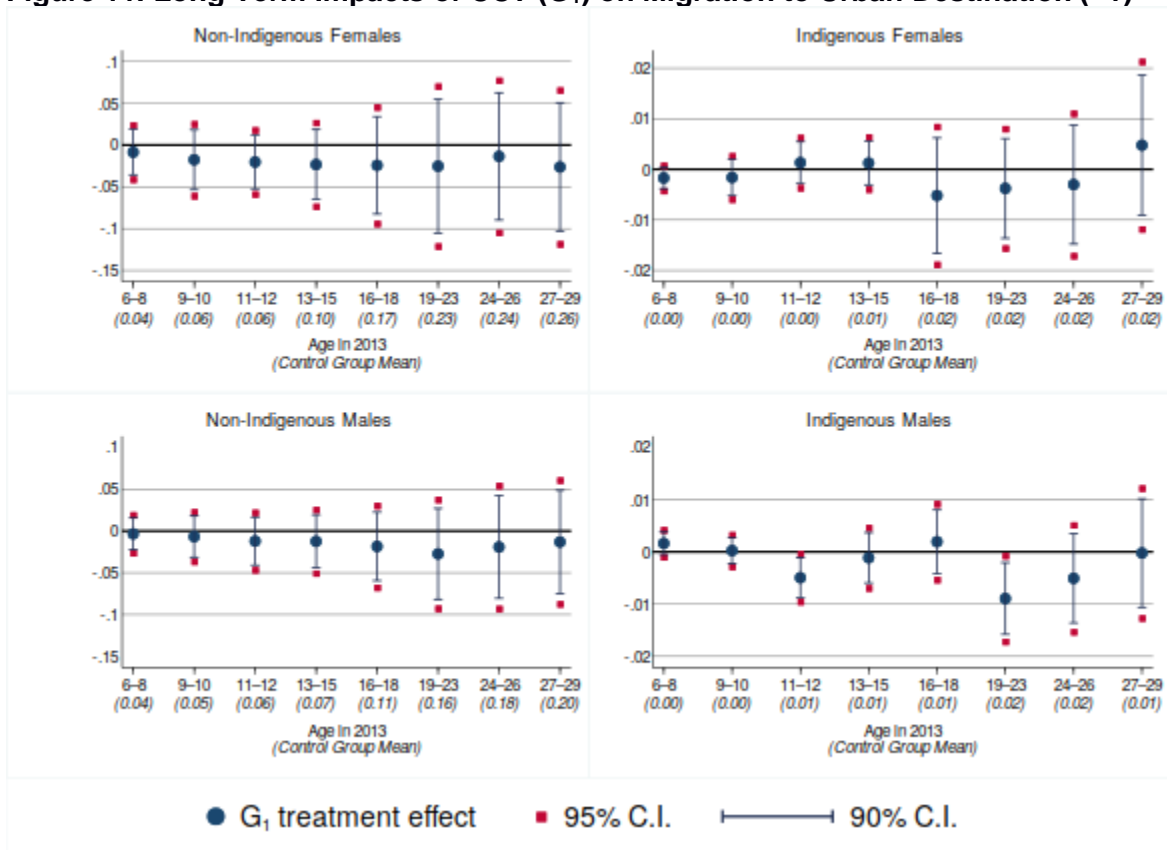 Non-Indigenous Females
.1
.05
0
-.05
-.1
-.15
6–8 9–10 11–12 13–15 16–18 19–23 24–26 27–29
(0.04) (0.06) (0.06) (0.10) (0.17) (0.23) (0.24) (0.26)
Age in 2013
(Control Group Mean)
Indigenous Females
.02
.01
0
-.01
-.02
6–8 9–10 11–12 13–15 16–18 19–23 24–26 27–29
(0.00) (0.00) (0.00) (0.01) (0.02) (0.02) (0.02) (0.02)
Age in 2013
(Control Group Mean)
Non-Indigenous Males
.1
.05
0
-.05
-.1
-.15
6–8 9–10 11–12 13–15 16–18 19–23 24–26 27–29
(0.04) (0.05) (0.06) (0.07) (0.11) (0.16) (0.18) (0.20)
Age in 2013
(Control Group Mean)
Indigenous Males
.02
.01
0
-.01
-.02
6–8 9–10 11–12 13–15 16–18 19–23 24–26 27–29
(0.00) (0.00) (0.01) (0.01) (0.01) (0.02) (0.02) (0.01)
Age in 2013
(Control Group Mean)
G₁ treatment effect 95% C.I. 90% C.I.